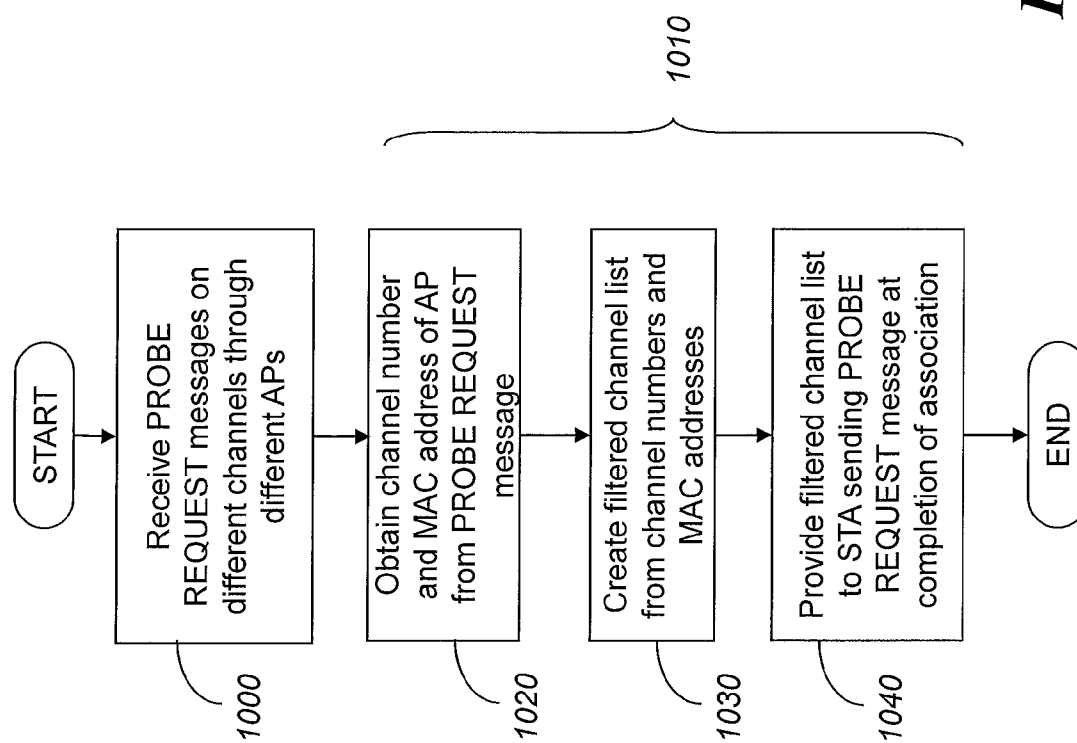 START
Receive PROBE
REQUEST messages on
different channels through
different APs
1000
Obtain channel number
and MAC address of AP
from PROBE REQUEST
message
1020
Create filtered channel list
from channel numbers and
MAC addresses
1030
Provide filtered channel list
to STA sending PROBE
REQUEST message at
completion of association
1040
1010
END